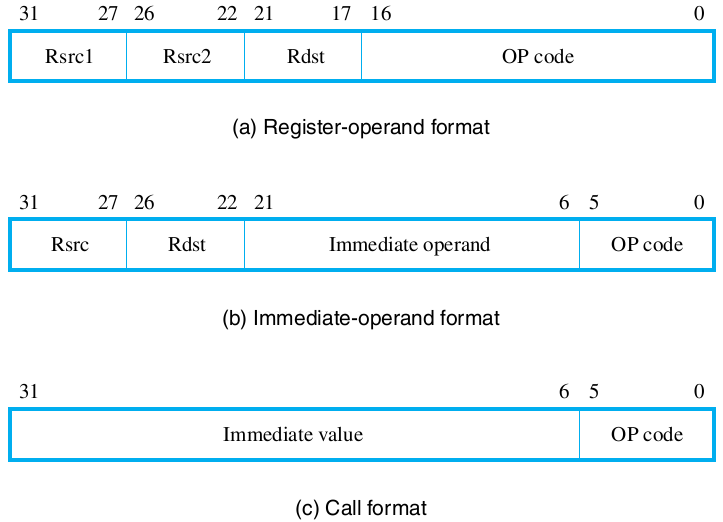 31 27 26 22 21 17 16 0
Rsrc1 Rsrc2 Rdst OP code
(a) Register-operand format
31 27 26 22 21 6 5 0
Rsrc Rdst Immediate operand OP code
(b) Immediate-operand format
31 6 5 0
Immediate value OP code
(c) Call format